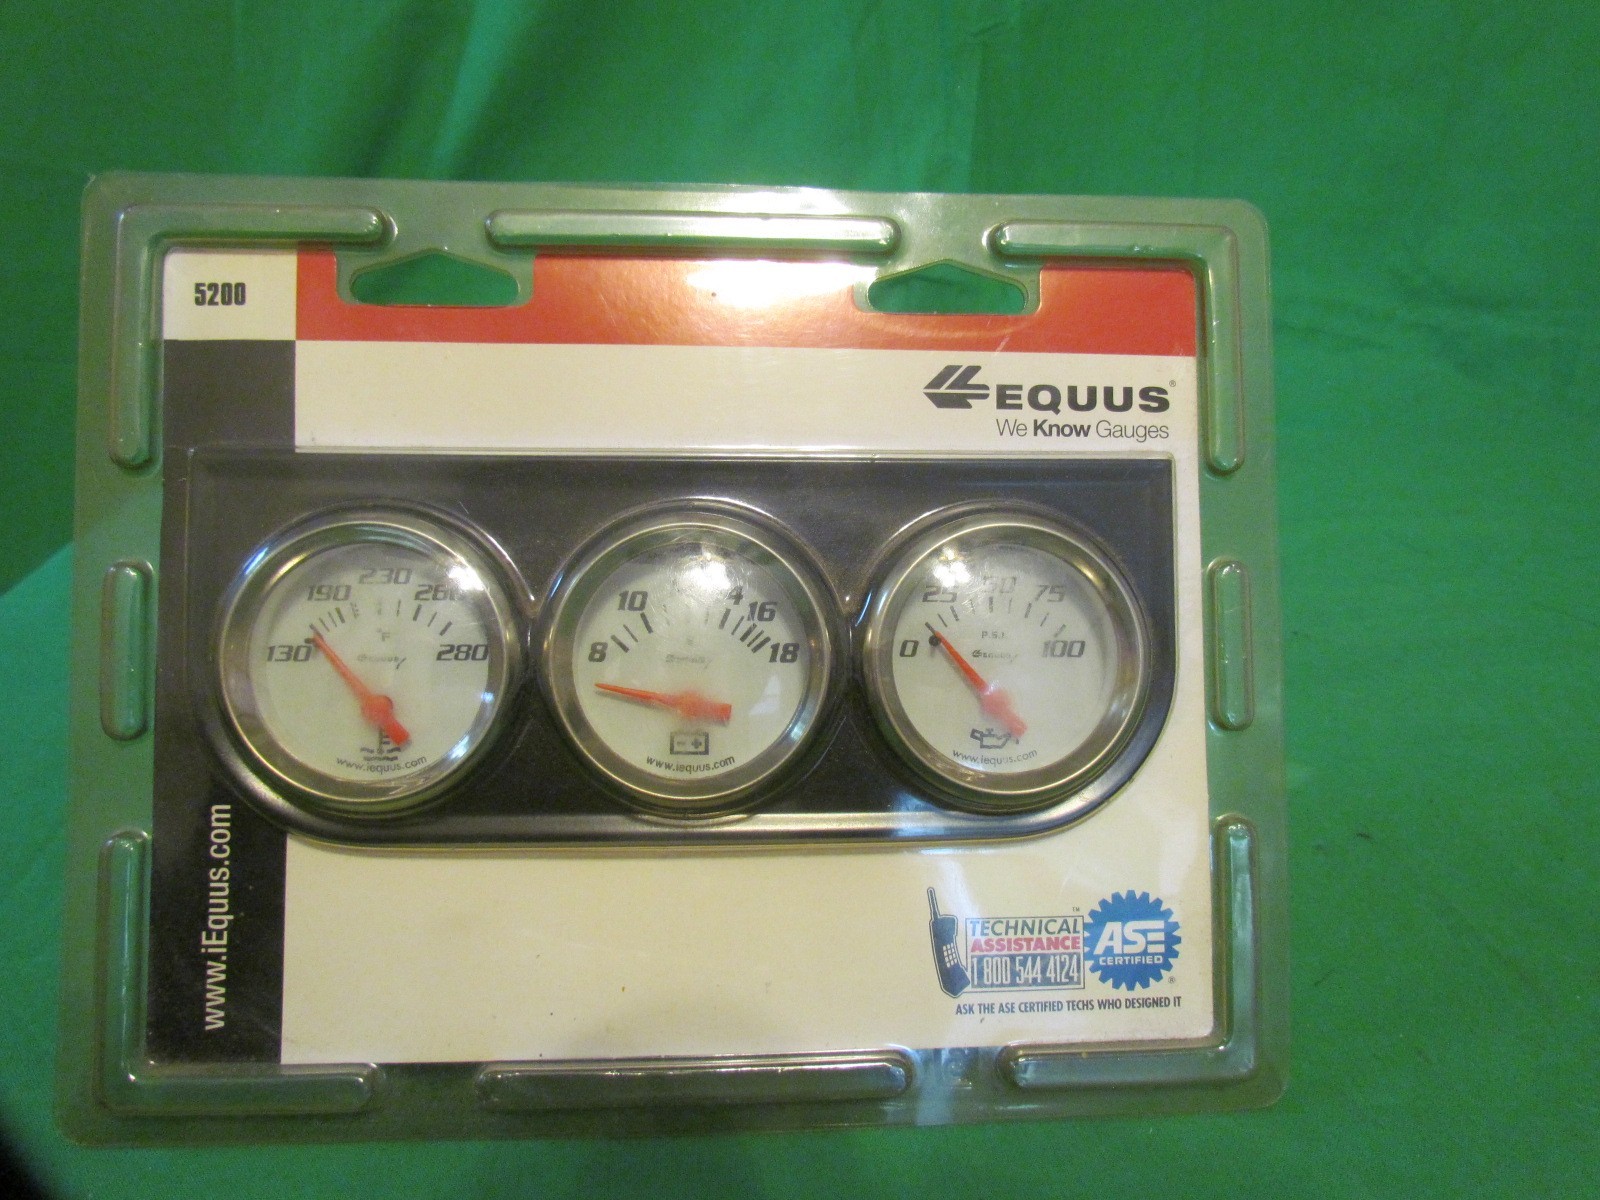 5200
EQUUS®
We Know Gauges
130 190 230 280
°F
www.iequus.com
8 10 16 18
www.iequus.com
0 25 50 75 100
P.S.I.
www.iequus.com
www.iEquus.com
TECHNICAL ™
ASSISTANCE
1 800 544 4124
ASE
CERTIFIED ®
ASK THE ASE CERTIFIED TECHS WHO DESIGNED IT